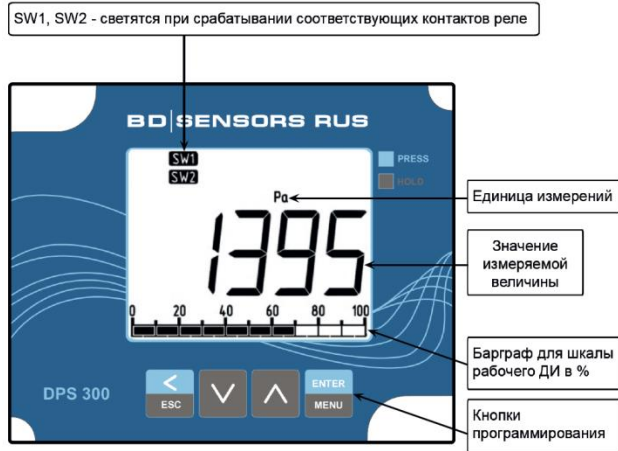 SW1, SW2 - светятся при срабатывании соответствующих контактов реле
BD|SENSORS RUS
SW1
SW2
PRESS
HOLD
Pa
Единица измерений
1395
Значение
измеряемой
величины
0 20 40 60 80 100
Барграф для шкалы
рабочего ДИ в %
DPS 300
<
ESC
ENTER
MENU
Кнопки
программирования